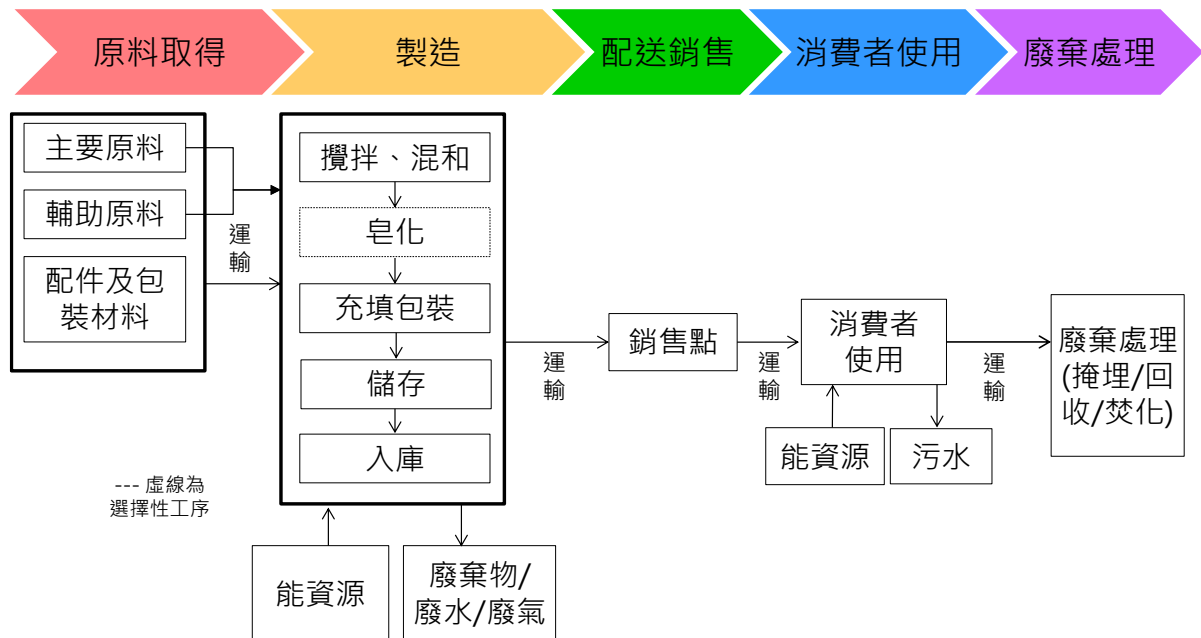 原料取得
製造
配送銷售
消費者使用
廢棄處理
主要原料
輔助原料
配件及包
裝材料
運
輸
攪拌、混和
皂化
充填包裝
儲存
入庫
--- 虛線為
選擇性工序
能資源
廢棄物/
廢水/廢氣
運
輸
銷售點
運
輸
消費者
使用
能資源
污水
運
輸
廢棄處理
(掩埋/回
收/焚化)